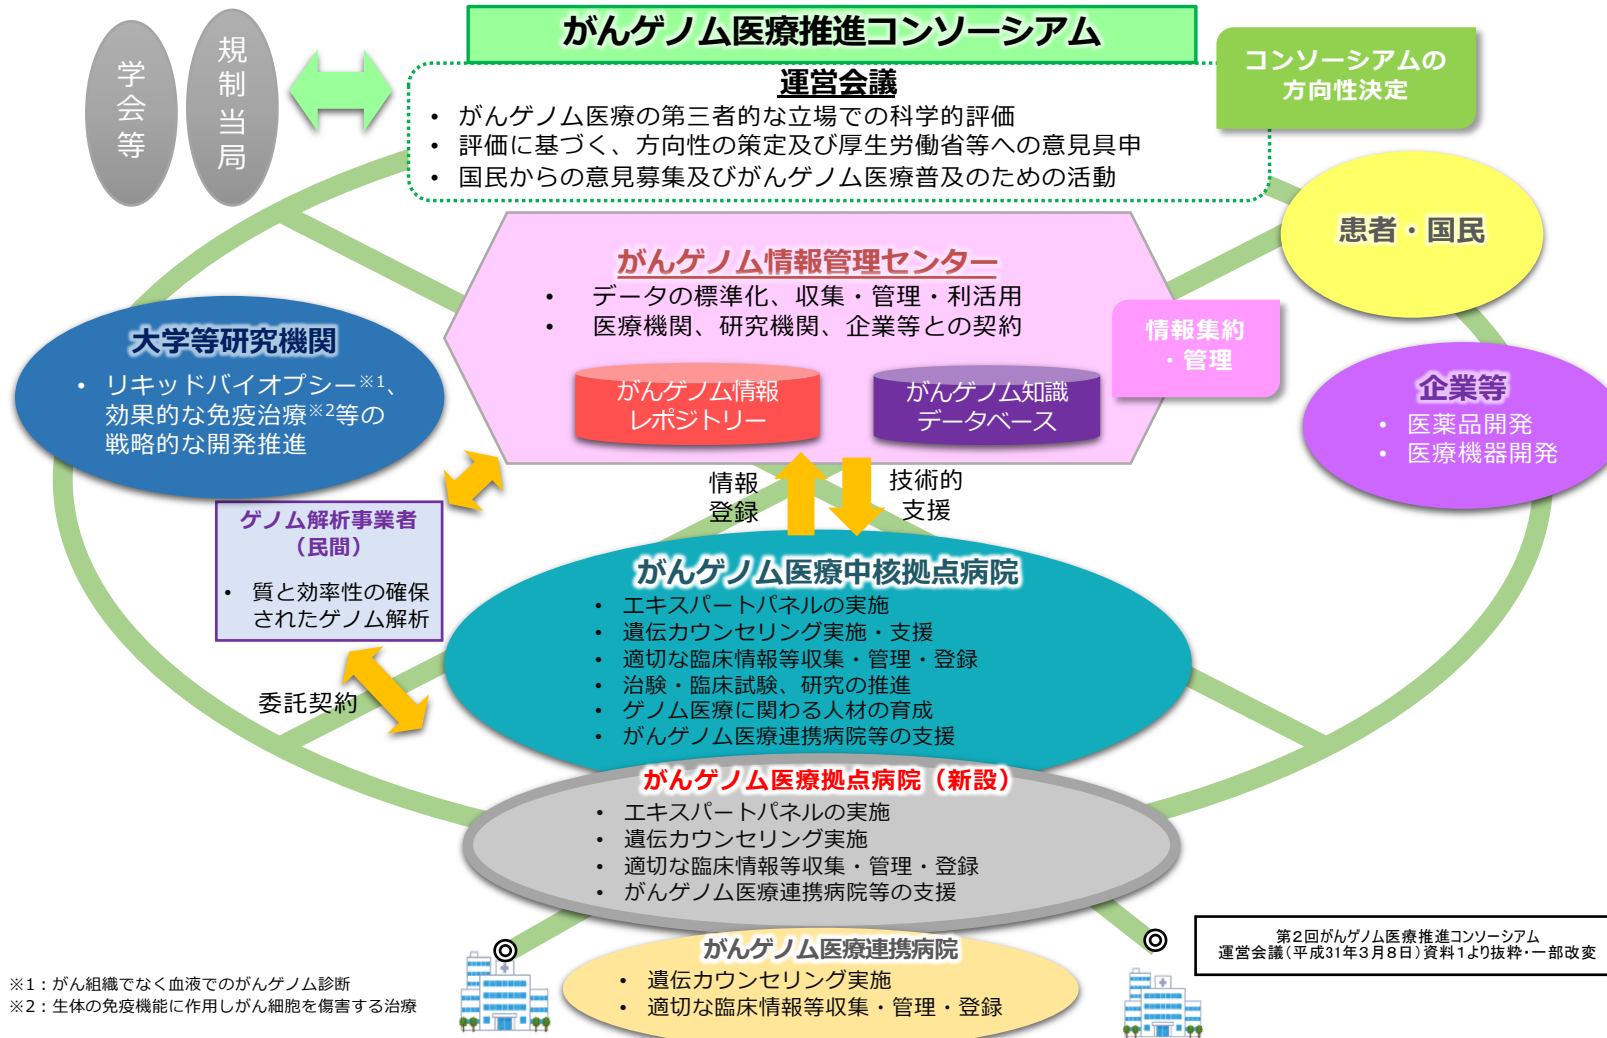 がんゲノム医療推進コンソーシアム
学会等
規制当局
運営会議
• がんゲノム医療の第三者的な立場での科学的評価
• 評価に基づく、方向性の策定及び厚生労働省等への意見具申
• 国民からの意見募集及びがんゲノム医療普及のための活動
コンソーシアムの
方向性決定
患者・国民
がんゲノム情報管理センター
• データの標準化、収集・管理・利活用
• 医療機関、研究機関、企業等との契約
がんゲノム情報
レポジトリー
がんゲノム知識
データベース
情報集約
・管理
大学等研究機関
• リキッドバイオプシー※1、
効果的な免疫治療※2等の
戦略的な開発推進
企業等
• 医薬品開発
• 医療機器開発
情報
登録
技術的
支援
ゲノム解析事業者
（民間）
• 質と効率性の確保
されたゲノム解析
委託契約
がんゲノム医療中核拠点病院
• エキスパートパネルの実施
• 遺伝カウンセリング実施・支援
• 適切な臨床情報等収集・管理・登録
• 治験・臨床試験、研究の推進
• ゲノム医療に関わる人材の育成
• がんゲノム医療連携病院等の支援
がんゲノム医療拠点病院（新設）
• エキスパートパネルの実施
• 遺伝カウンセリング実施
• 適切な臨床情報等収集・管理・登録
• がんゲノム医療連携病院等の支援
がんゲノム医療連携病院
• 遺伝カウンセリング実施
• 適切な臨床情報等収集・管理・登録
第２回がんゲノム医療推進コンソーシアム
運営会議（平成31年３月８日）資料１より抜粋・一部改変
※1：がん組織でなく血液でのがんゲノム診断
※2：生体の免疫機能に作用しがん細胞を傷害する治療